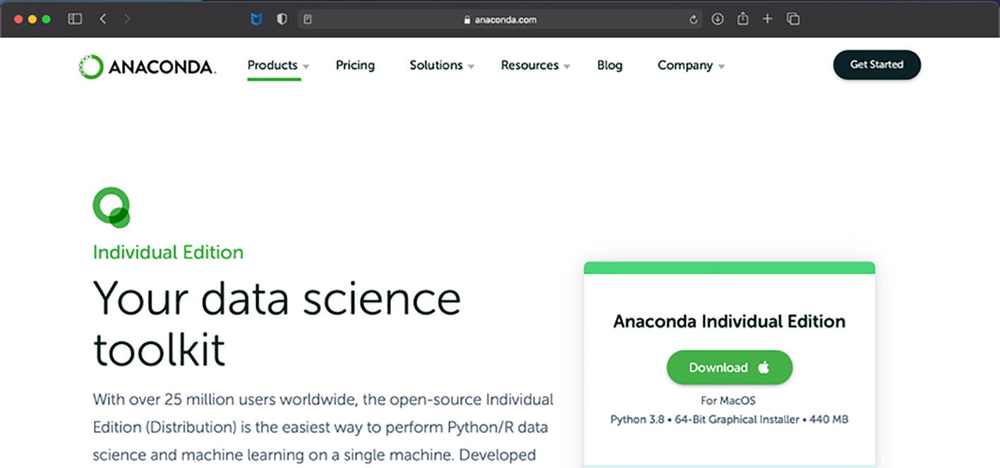 anaconda.com
ANACONDA.
Products
Pricing
Solutions
Resources
Blog
Company
Get Started
Individual Edition
Your data science
toolkit
With over 25 million users worldwide, the open-source Individual
Edition (Distribution) is the easiest way to perform Python/R data
science and machine learning on a single machine. Developed
Anaconda Individual Edition
Download
For MacOS
Python 3.8 • 64-Bit Graphical Installer • 440 MB